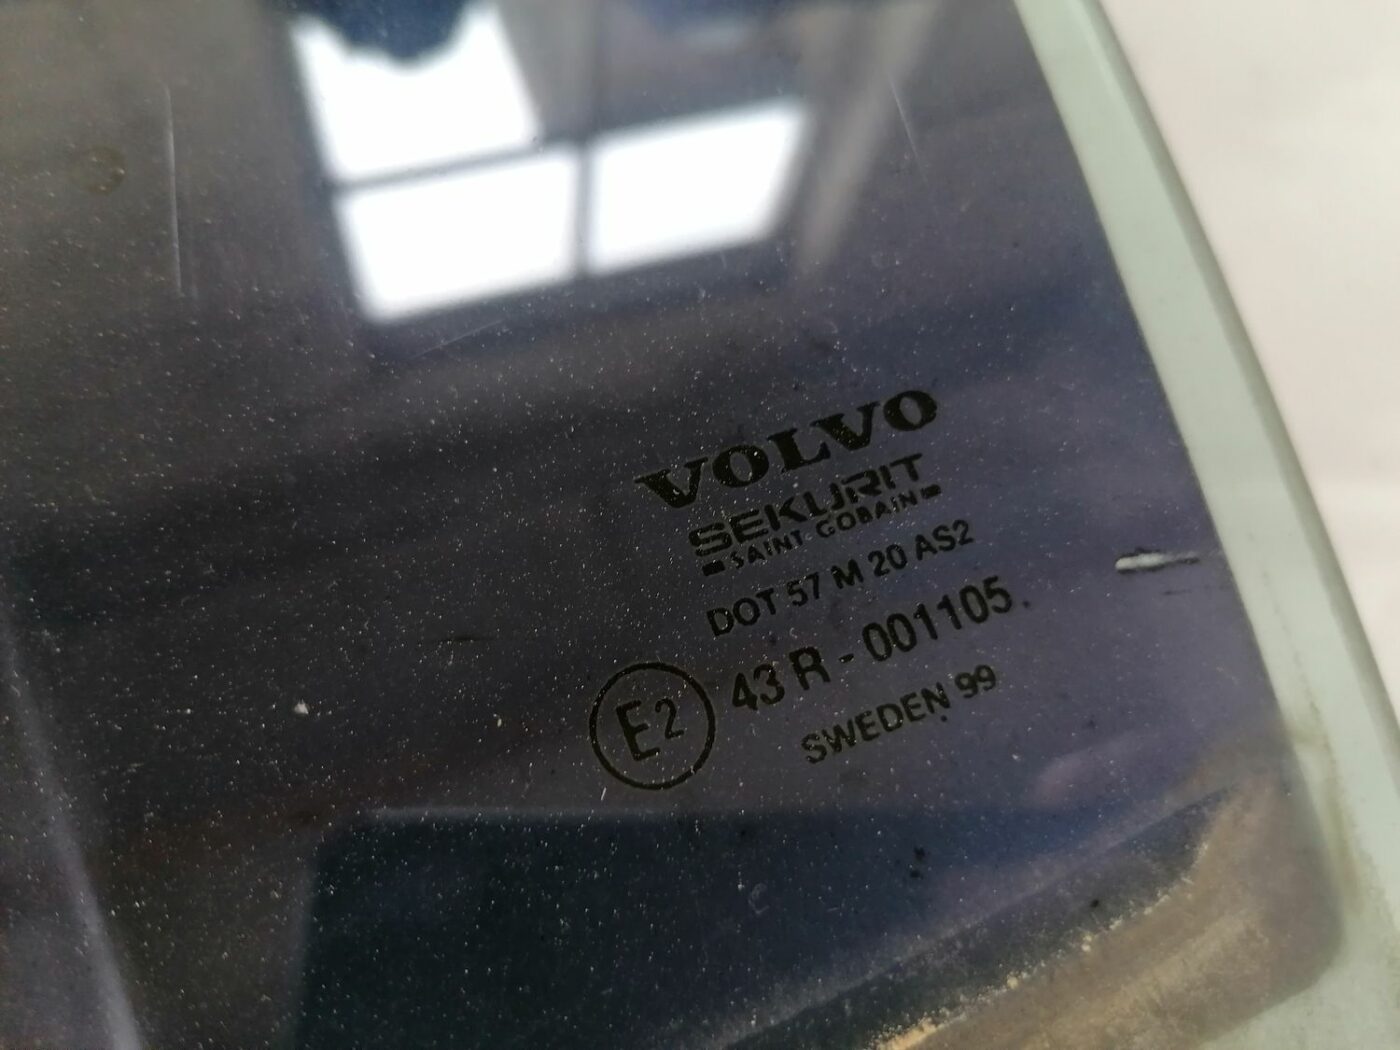 VOLVO
SEKURIT
SAINT GOBAIN
DOT 57 M 20 AS2
E2 43 R - 001105.
SWEDEN 99